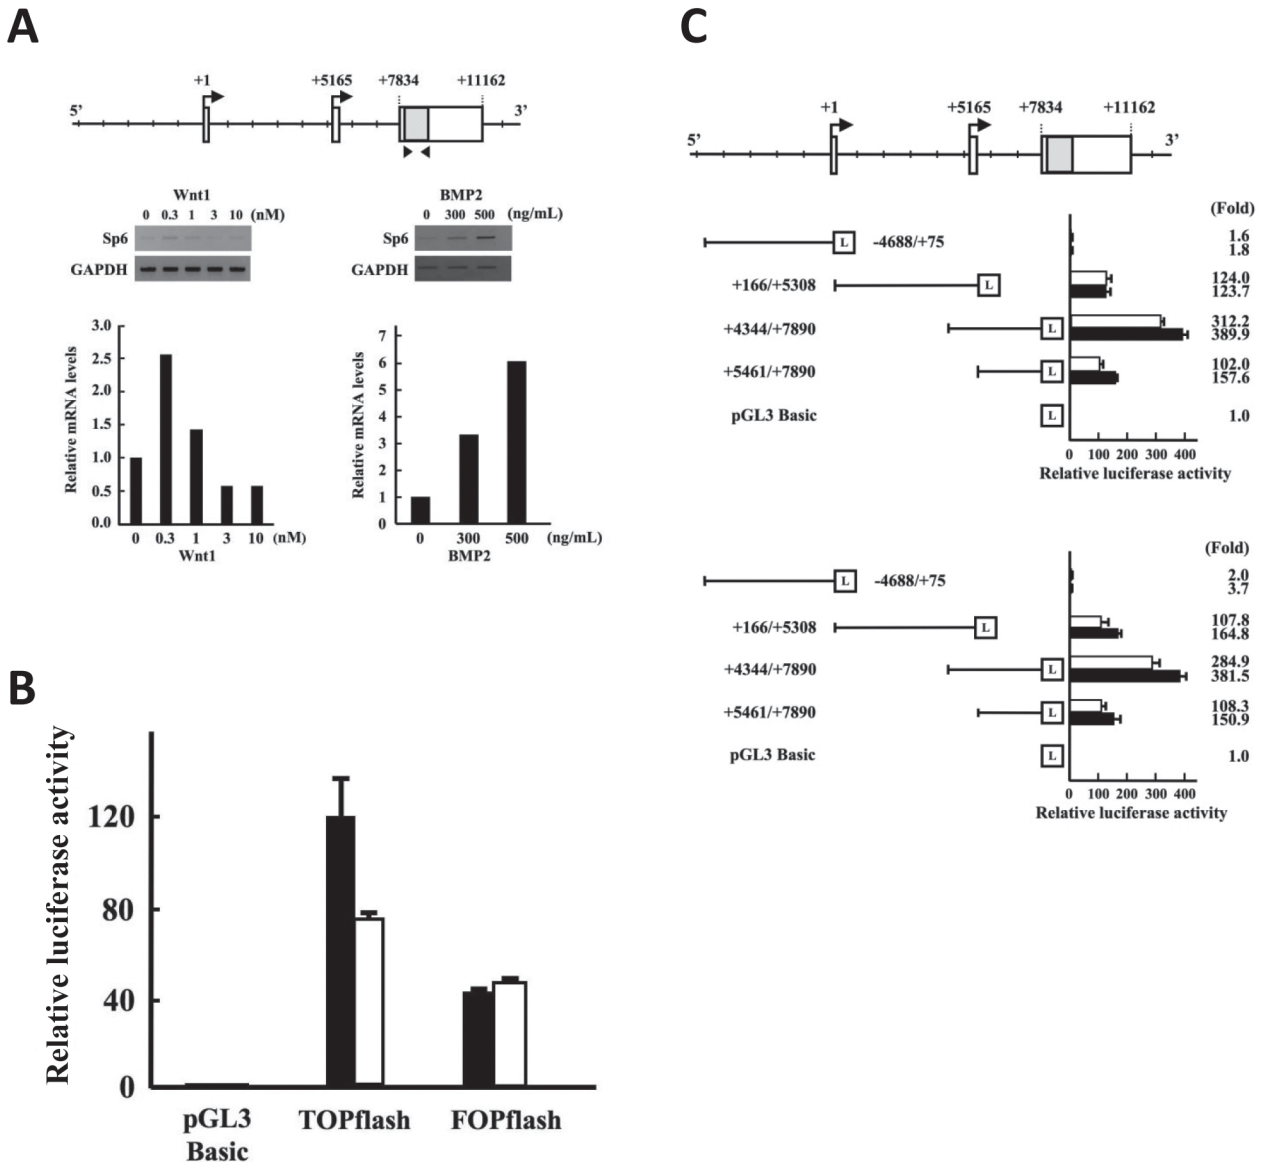 A
+1 +5165 +7834 +11162
5’ 3’
Wnt1
0 0.3 1 3 10 (nM)
Sp6
GAPDH
BMP2
0 300 500 (ng/mL)
Sp6
GAPDH
Relative mRNA levels
3.0
2.5
2.0
1.5
1.0
0.5
0.0
0 0.3 1 3 10 (nM)
Wnt1
Relative mRNA levels
7
6
5
4
3
2
1
0
0 300 500 (ng/mL)
BMP2
B
Relative luciferase activity
120
80
40
0
pGL3 Basic
TOPflash
FOPflash
C
+1 +5165 +7834 +11162
5’ 3’
(Fold)
L -4688/+75 1.6
1.8
+166/+5308 L 124.0
123.7
+4344/+7890 L 312.2
389.9
+5461/+7890 L 102.0
157.6
pGL3 Basic L 1.0
0 100 200 300 400
Relative luciferase activity
(Fold)
L -4688/+75 2.0
3.7
+166/+5308 L 107.8
164.8
+4344/+7890 L 284.9
381.5
+5461/+7890 L 108.3
150.9
pGL3 Basic L 1.0
0 100 200 300 400
Relative luciferase activity